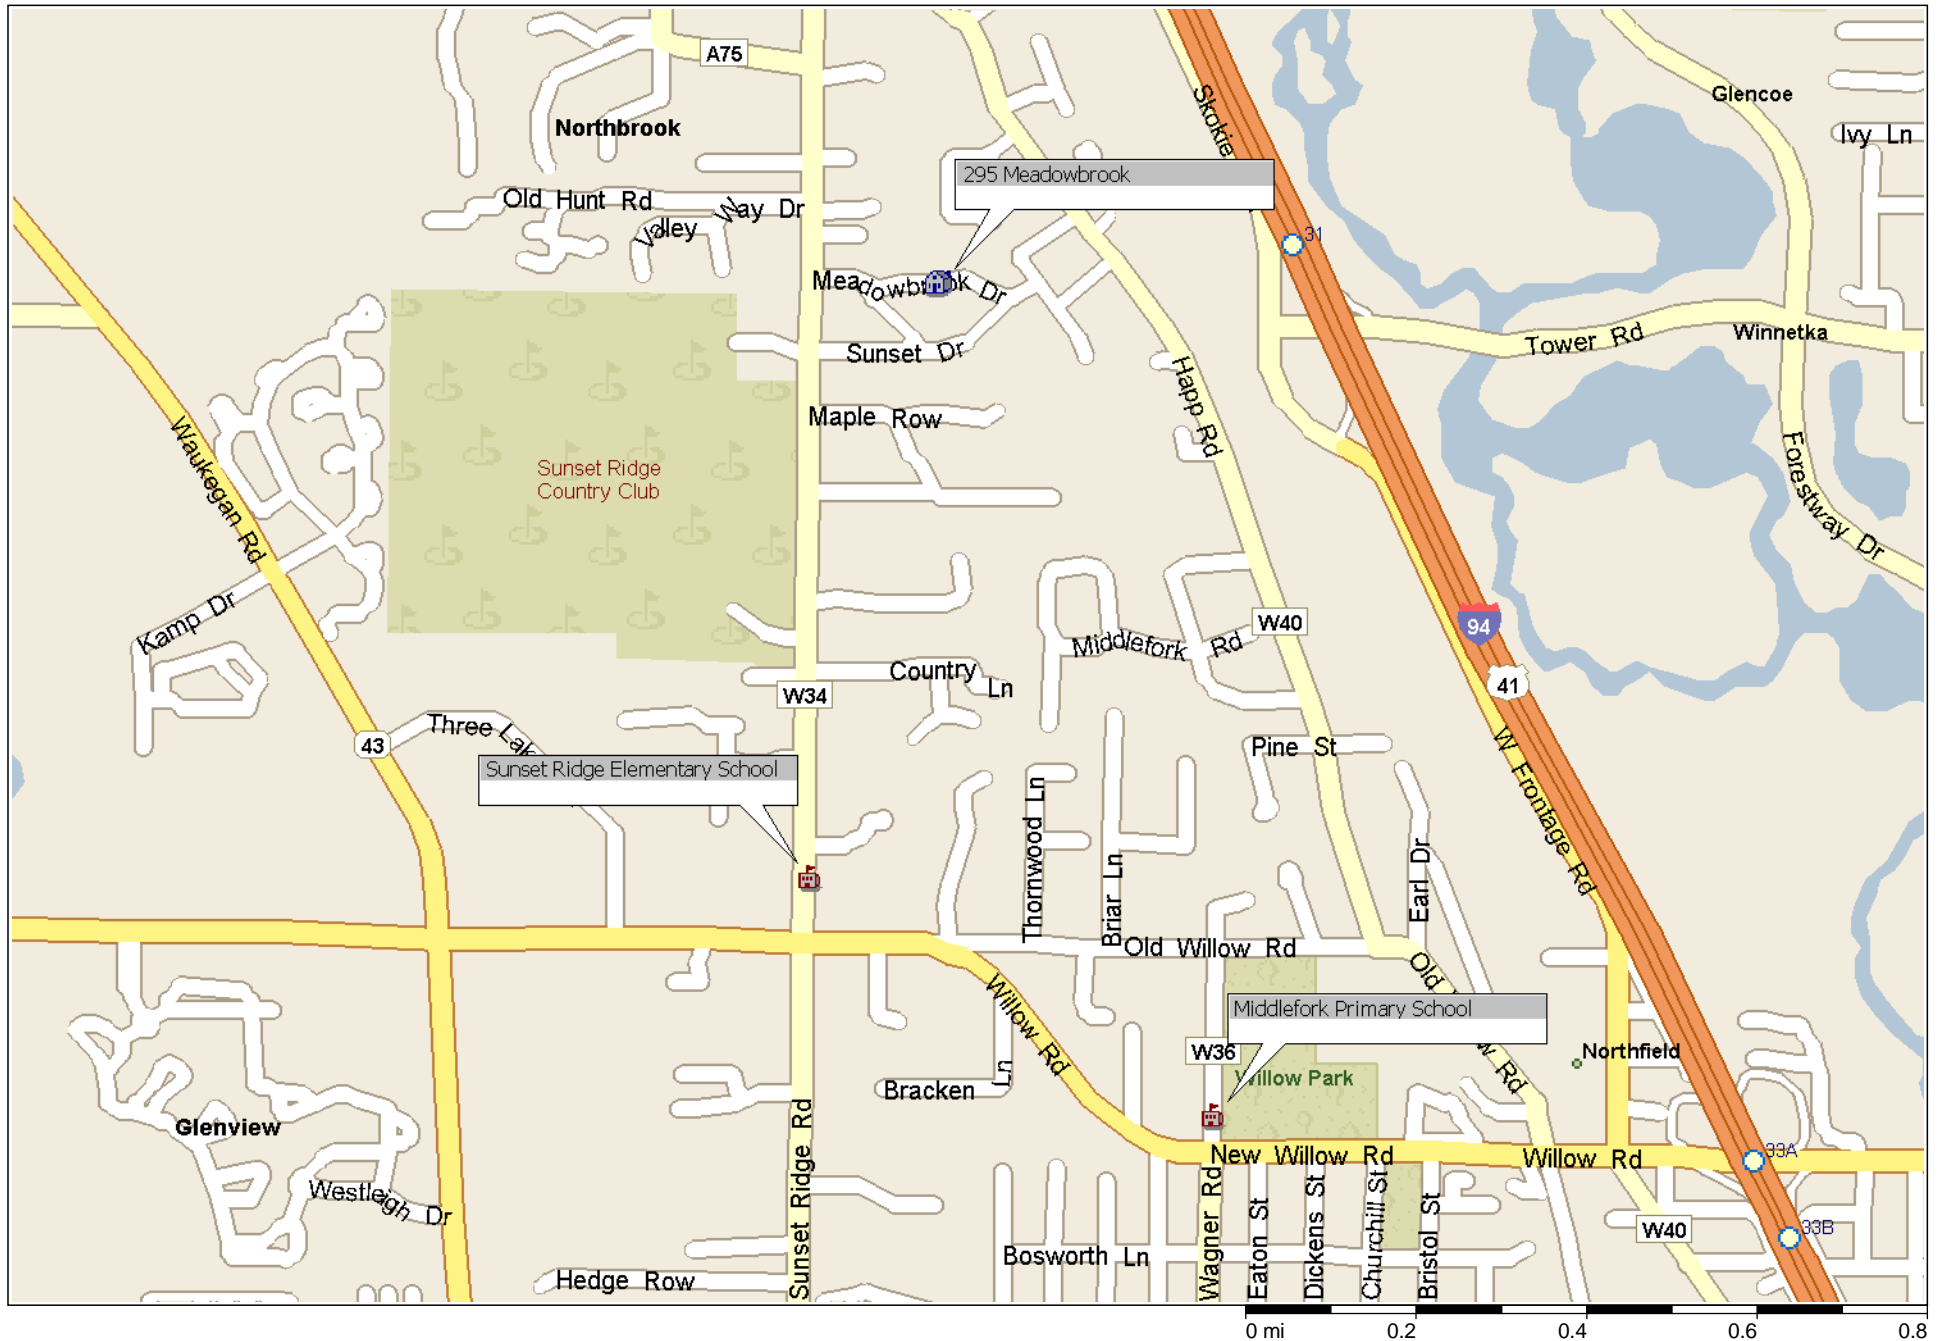 A75
Skokie
Glencoe
Northbrook
Ivy Ln
295 Meadowbrook
Old Hunt Rd
Valley Way Dr
31
Meadowbrook Dr
Tower Rd
Winnetka
Sunset Dr
Happ Rd
Maple Row
Waukegan Rd
Sunset Ridge
Country Club
Forestway Dr
Kamp Dr
W40
94
Middlefork Rd
Country Ln
41
W34
Three
43
Pine St
W Frontage Rd
Sunset Ridge Elementary School
Thornwood Ln
Briar Ln
Earl Dr
Old Willow Rd
Old Rd
Willow Rd
Middlefork Primary School
W36
Northfield
Willow Park
Bracken Ln
Glenview
New Willow Rd
Willow Rd
33A
Westleigh Dr
Sunset Ridge Rd
Wagner Rd
Eaton St
Dickens St
Churchill St
Bristol St
W40
33B
Bosworth Ln
Hedge Row
0 mi 0.2 0.4 0.6 0.8